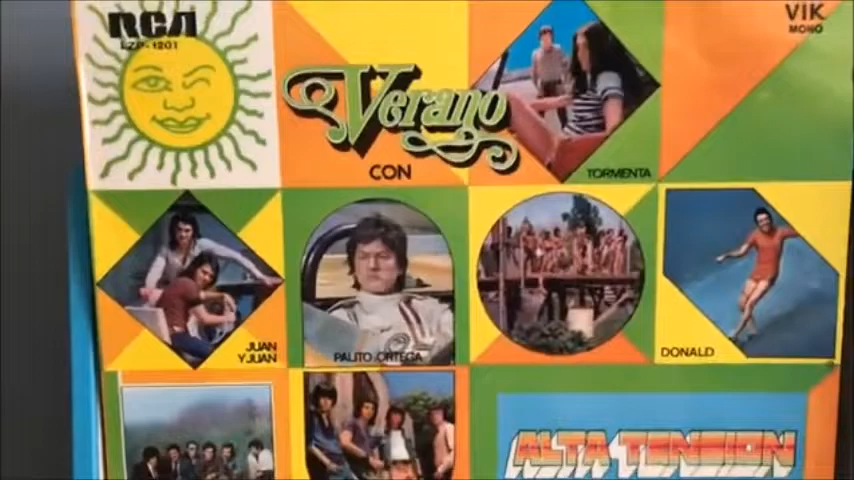 RCA
LZP-1201
VIK
MONO
Verano
CON
TORMENTA
JUAN
Y JUAN
PALITO ORTEGA
DONALD
ALTA TENSION